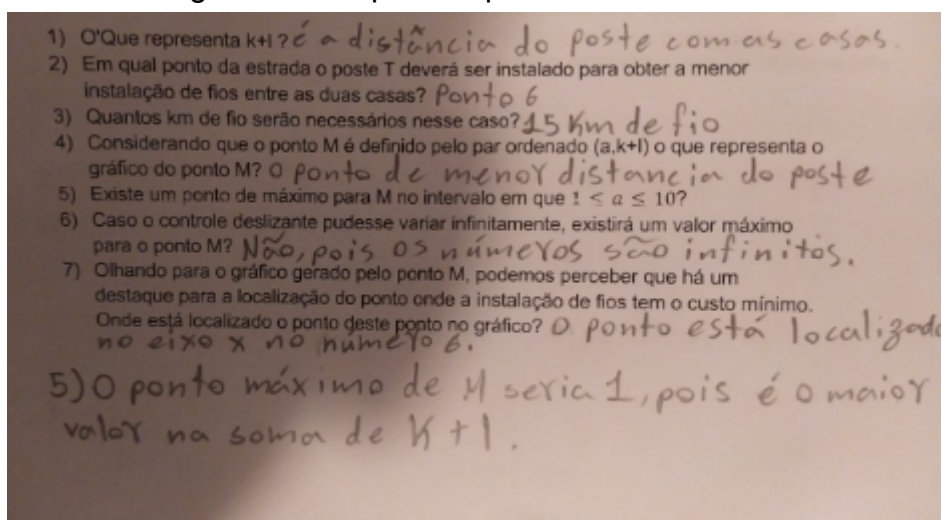 1) O'Que representa k+l ? é a distância do poste com as casas.
2) Em qual ponto da estrada o poste T deverá ser instalado para obter a menor
instalação de fios entre as duas casas? Ponto 6
3) Quantos km de fio serão necessários nesse caso? 15 Km de fio
4) Considerando que o ponto M é definido pelo par ordenado (a,k+l) o que representa o
gráfico do ponto M? O ponto de menor distancia do poste
5) Existe um ponto de máximo para M no intervalo em que 1 ≤ a ≤ 10?
6) Caso o controle deslizante pudesse variar infinitamente, existirá um valor máximo
para o ponto M? Não, pois os números são infinitos.
7) Olhando para o gráfico gerado pelo ponto M, podemos perceber que há um
destaque para a localização do ponto onde a instalação de fios tem o custo mínimo.
Onde está localizado o ponto deste ponto no gráfico? O ponto está localizado
no eixo x no número 6.
5) O ponto máximo de M seria 1, pois é o maior
valor na soma de K + l.